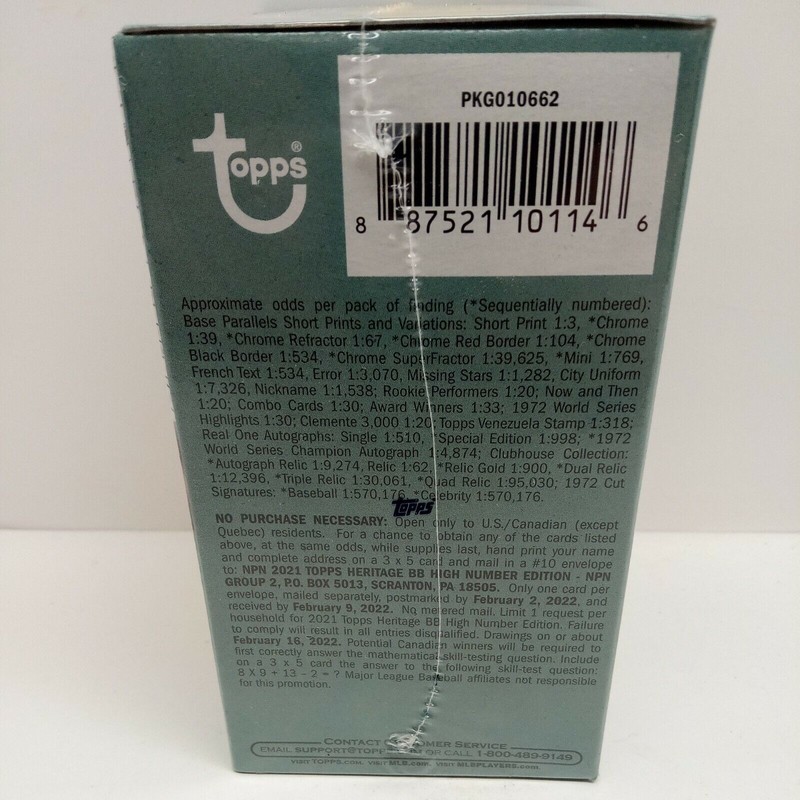 PKG010662
topps®
8 87521 10114 6
Approximate odds per pack of finding (*Sequentially numbered):
Base Parallels Short Prints and Variations: Short Print 1:3, *Chrome
1:39, *Chrome Refractor 1:67, *Chrome Red Border 1:104, *Chrome
Black Border 1:534, *Chrome SuperFractor 1:39,625, *Mini 1:769,
French Text 1:534, Error 1:3,070, Missing Stars 1:1,282, City Uniform
1:7,326, Nickname 1:1,538; Rookie Performers 1:20; Now and Then
1:20; Combo Cards 1:30; Award Winners 1:33; 1972 World Series
Highlights 1:30; Clemente 3,000 1:20; Topps Venezuela Stamp 1:318;
Real One Autographs: Single 1:510, *Special Edition 1:998; *1972
World Series Champion Autograph 1:4,874; Clubhouse Collection:
*Autograph Relic 1:9,274, Relic 1:62, *Relic Gold 1:900, *Dual Relic
1:12,396, *Triple Relic 1:30,061, *Quad Relic 1:95,030; 1972 Cut
Signatures: *Baseball 1:570,176, *Celebrity 1:570,176.
topps
NO PURCHASE NECESSARY: Open only to U.S./Canadian (except
Quebec) residents. For a chance to obtain any of the cards listed
above, at the same odds, while supplies last, hand print your name
and complete address on a 3 x 5 card and mail in a #10 envelope
to: NPN 2021 TOPPS HERITAGE BB HIGH NUMBER EDITION - NPN
GROUP 2, P.O. BOX 5013, SCRANTON, PA 18505. Only one card per
envelope, mailed separately, postmarked by February 2, 2022, and
received by February 9, 2022. No metered mail. Limit 1 request per
household for 2021 Topps Heritage BB High Number Edition. Failure
to comply will result in all entries disqualified. Drawings on or about
February 16, 2022. Potential Canadian winners will be required to
first correctly answer the mathematical skill-testing question. Include
on a 3 x 5 card the answer to the following skill-test question:
8 X 9 + 13 - 2 = ? Major League Baseball affiliates not responsible
for this promotion.
CONTACT CUSTOMER SERVICE
EMAIL SUPPORT@TOPP OR CALL 1-800-489-9149
VISIT TOPPS.COM. VISIT MLB.COM. VISIT MLBPLAYERS.COM.